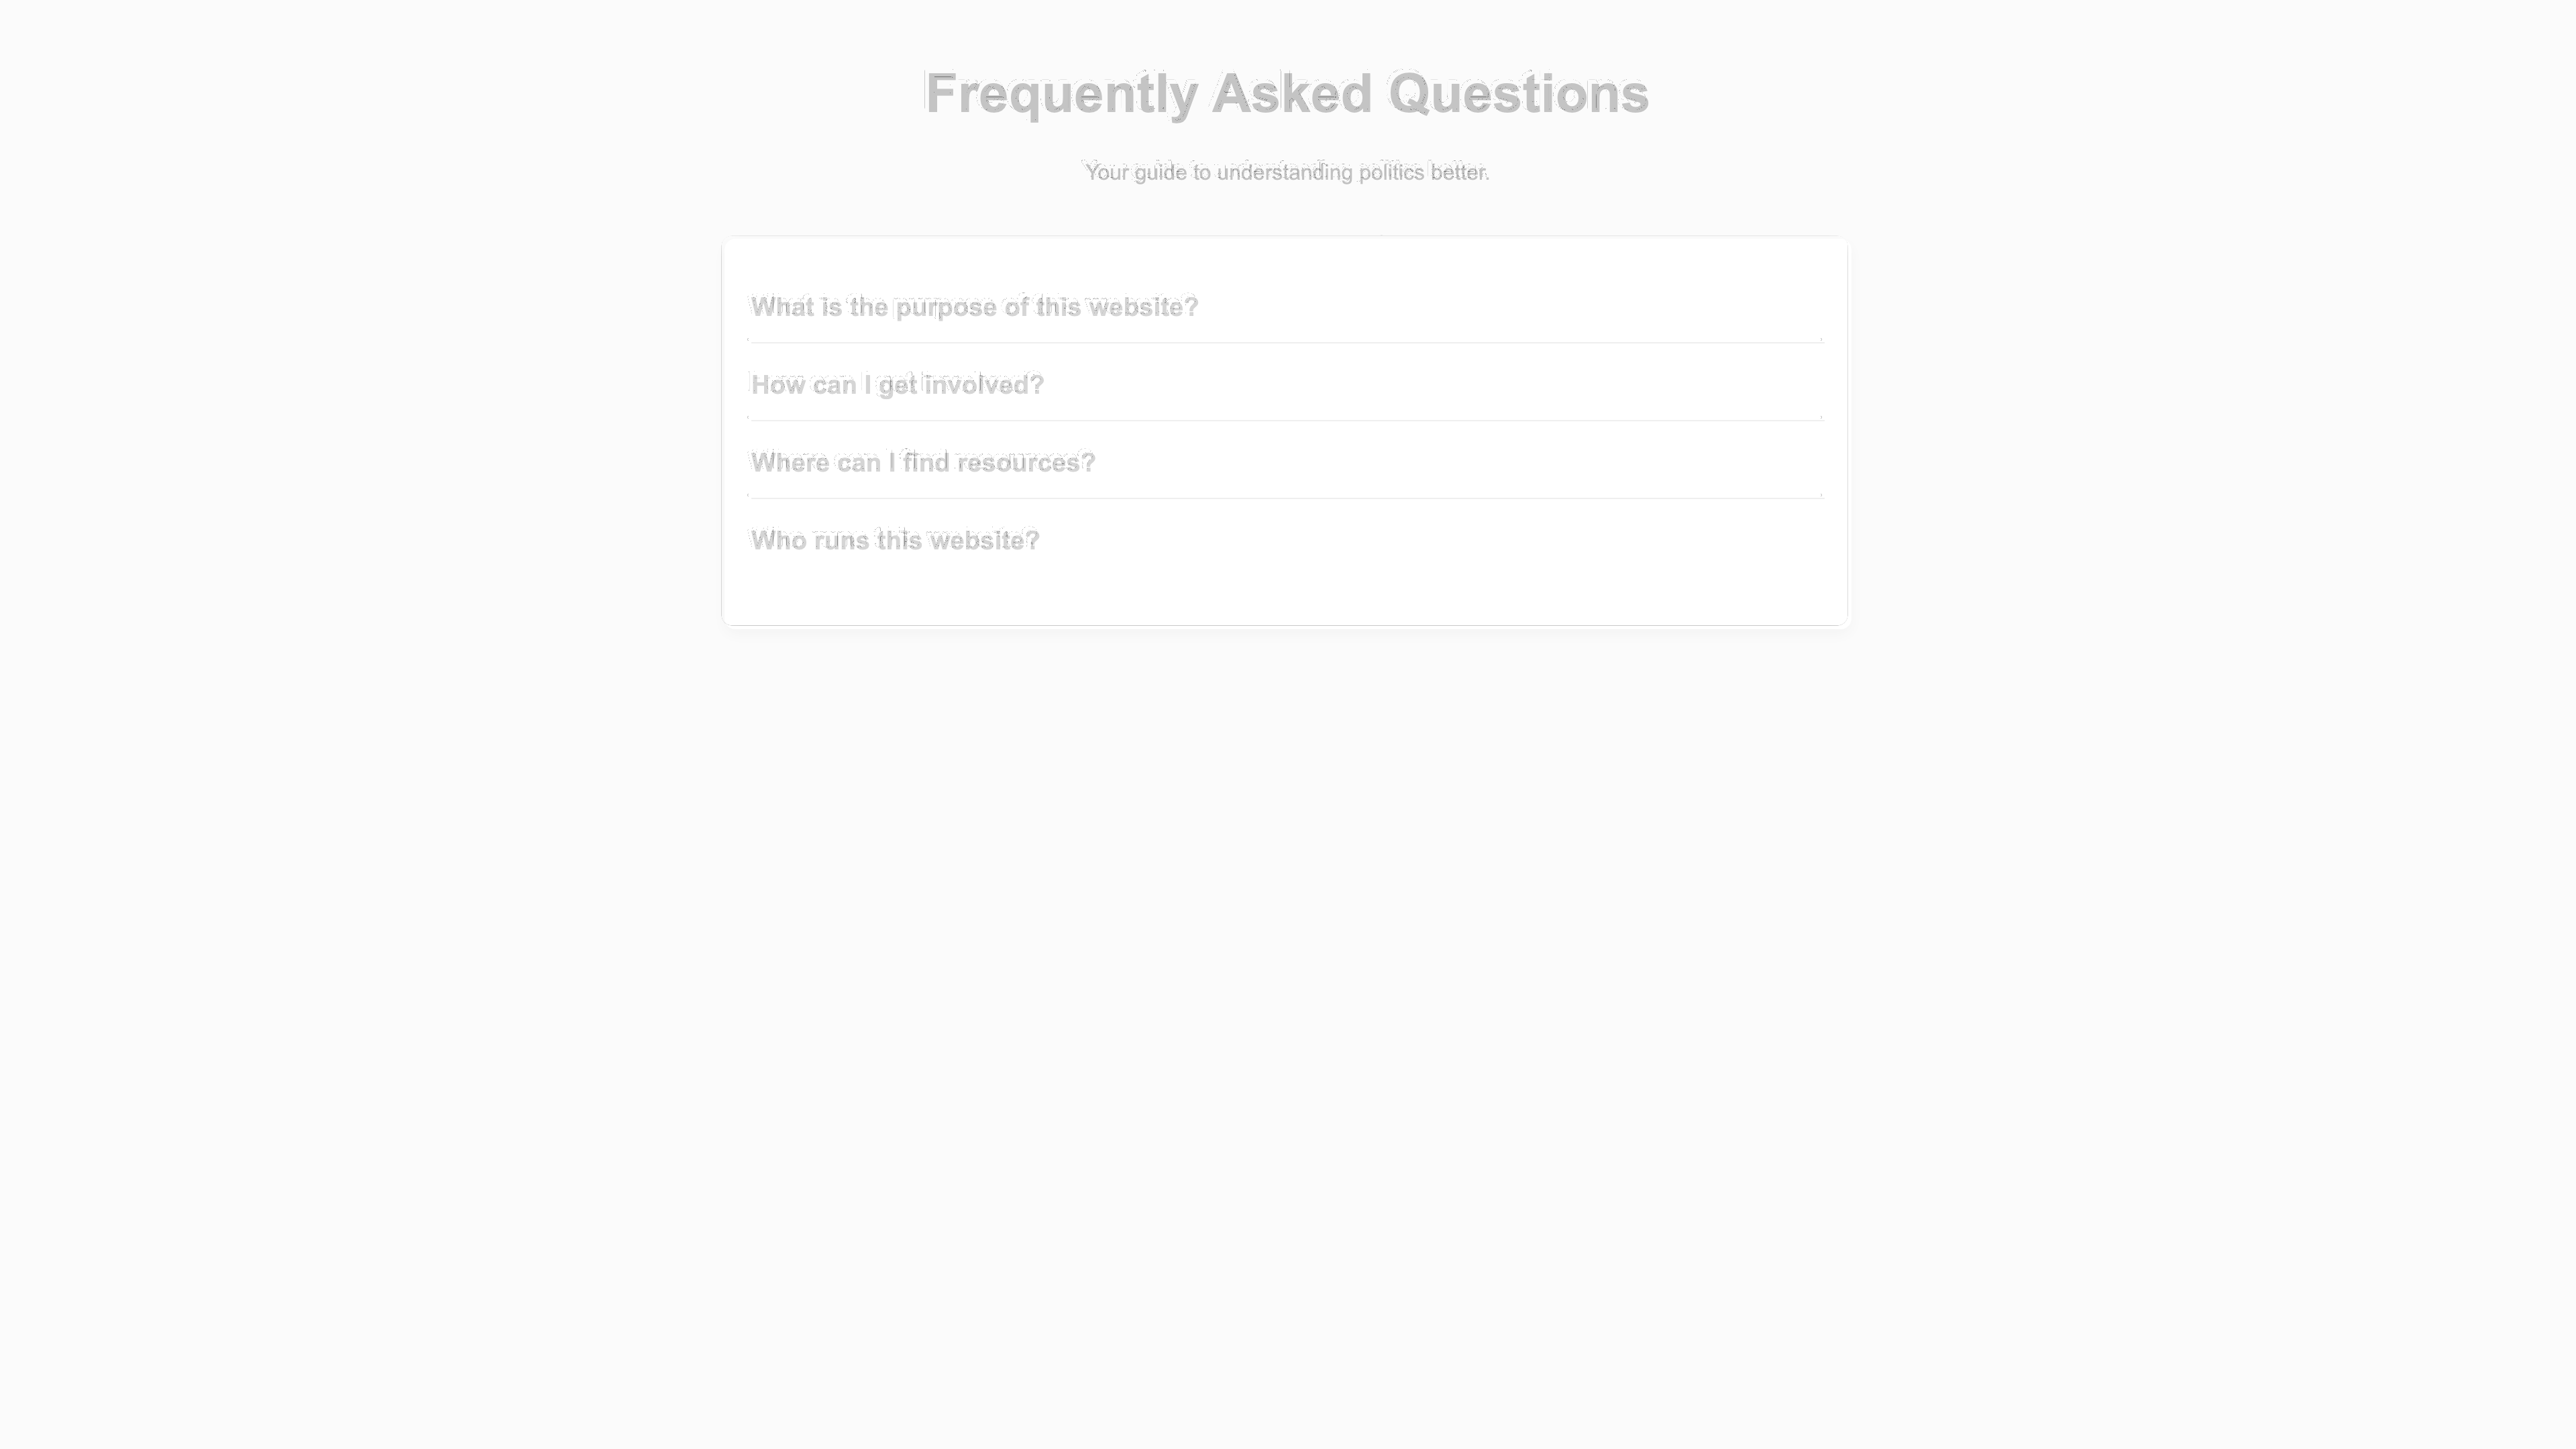 Frequently Asked Questions
Your guide to understanding politics better.
What is the purpose of this website?
How can I get involved?
Where can I find resources?
Who runs this website?